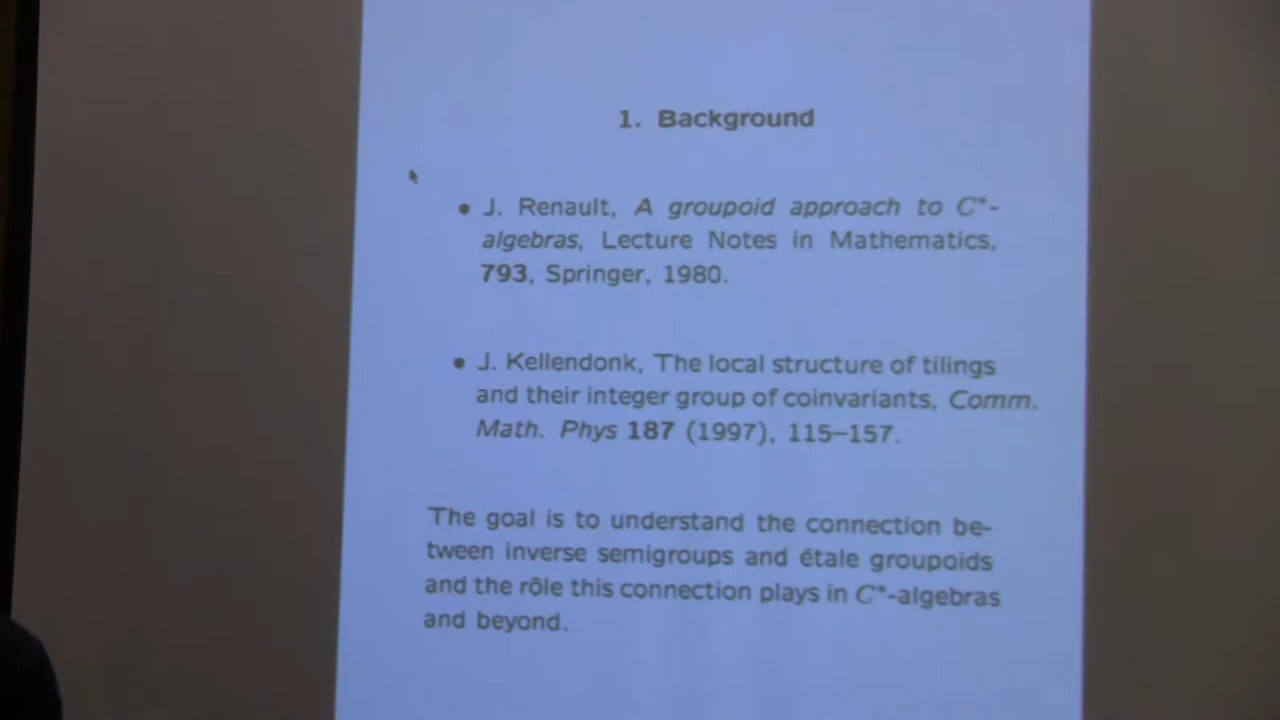 1. Background
• J. Renault, A groupoid approach to C*-
algebras, Lecture Notes in Mathematics,
793, Springer, 1980.
• J. Kellendonk, The local structure of tilings
and their integer group of coinvariants, Comm.
Math. Phys 187 (1997), 115–157.
The goal is to understand the connection be-
tween inverse semigroups and étale groupoids
and the rôle this connection plays in C*-algebras
and beyond.